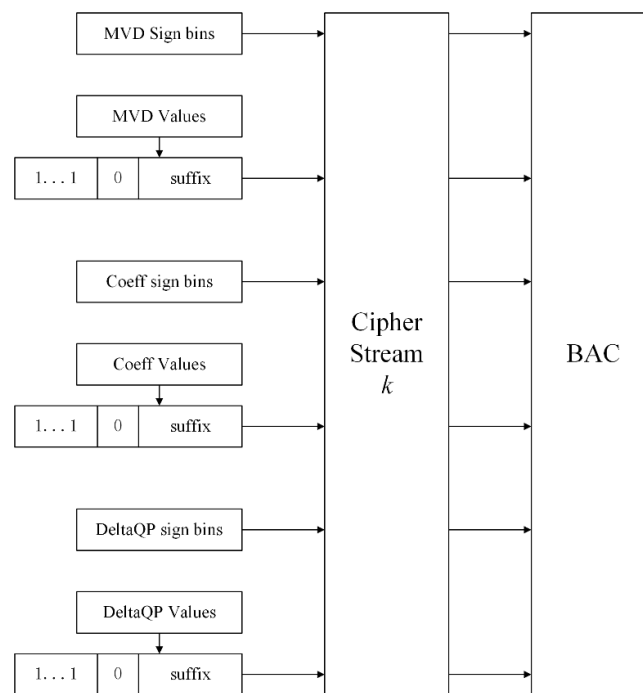 MVD Sign bins
MVD Values
1...1 0 suffix
Coeff sign bins
Coeff Values
1...1 0 suffix
DeltaQP sign bins
DeltaQP Values
1...1 0 suffix
Cipher
Stream
k
BAC